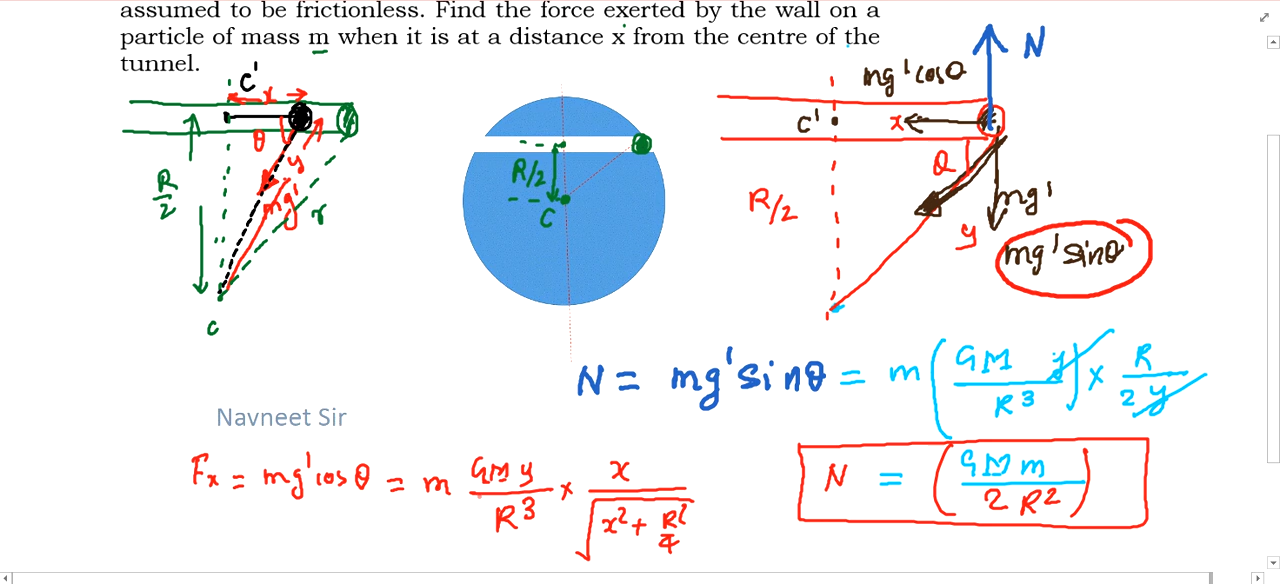 assumed to be frictionless. Find the force exerted by the wall on a
particle of mass m when it is at a distance x from the centre of the
tunnel.
C'
x
θ
y
R/2
mg'
r
C
R/2
C
N
mg'cosθ
C'
x
θ
R/2
mg'
y
mg'sinθ
N = mg'sinθ = m (GM y / R³) × R / 2y
Navneet Sir
Fx = mg'cosθ = m GMy / R³ × x / √(x² + R²/4)
N = (GMm / 2R²)